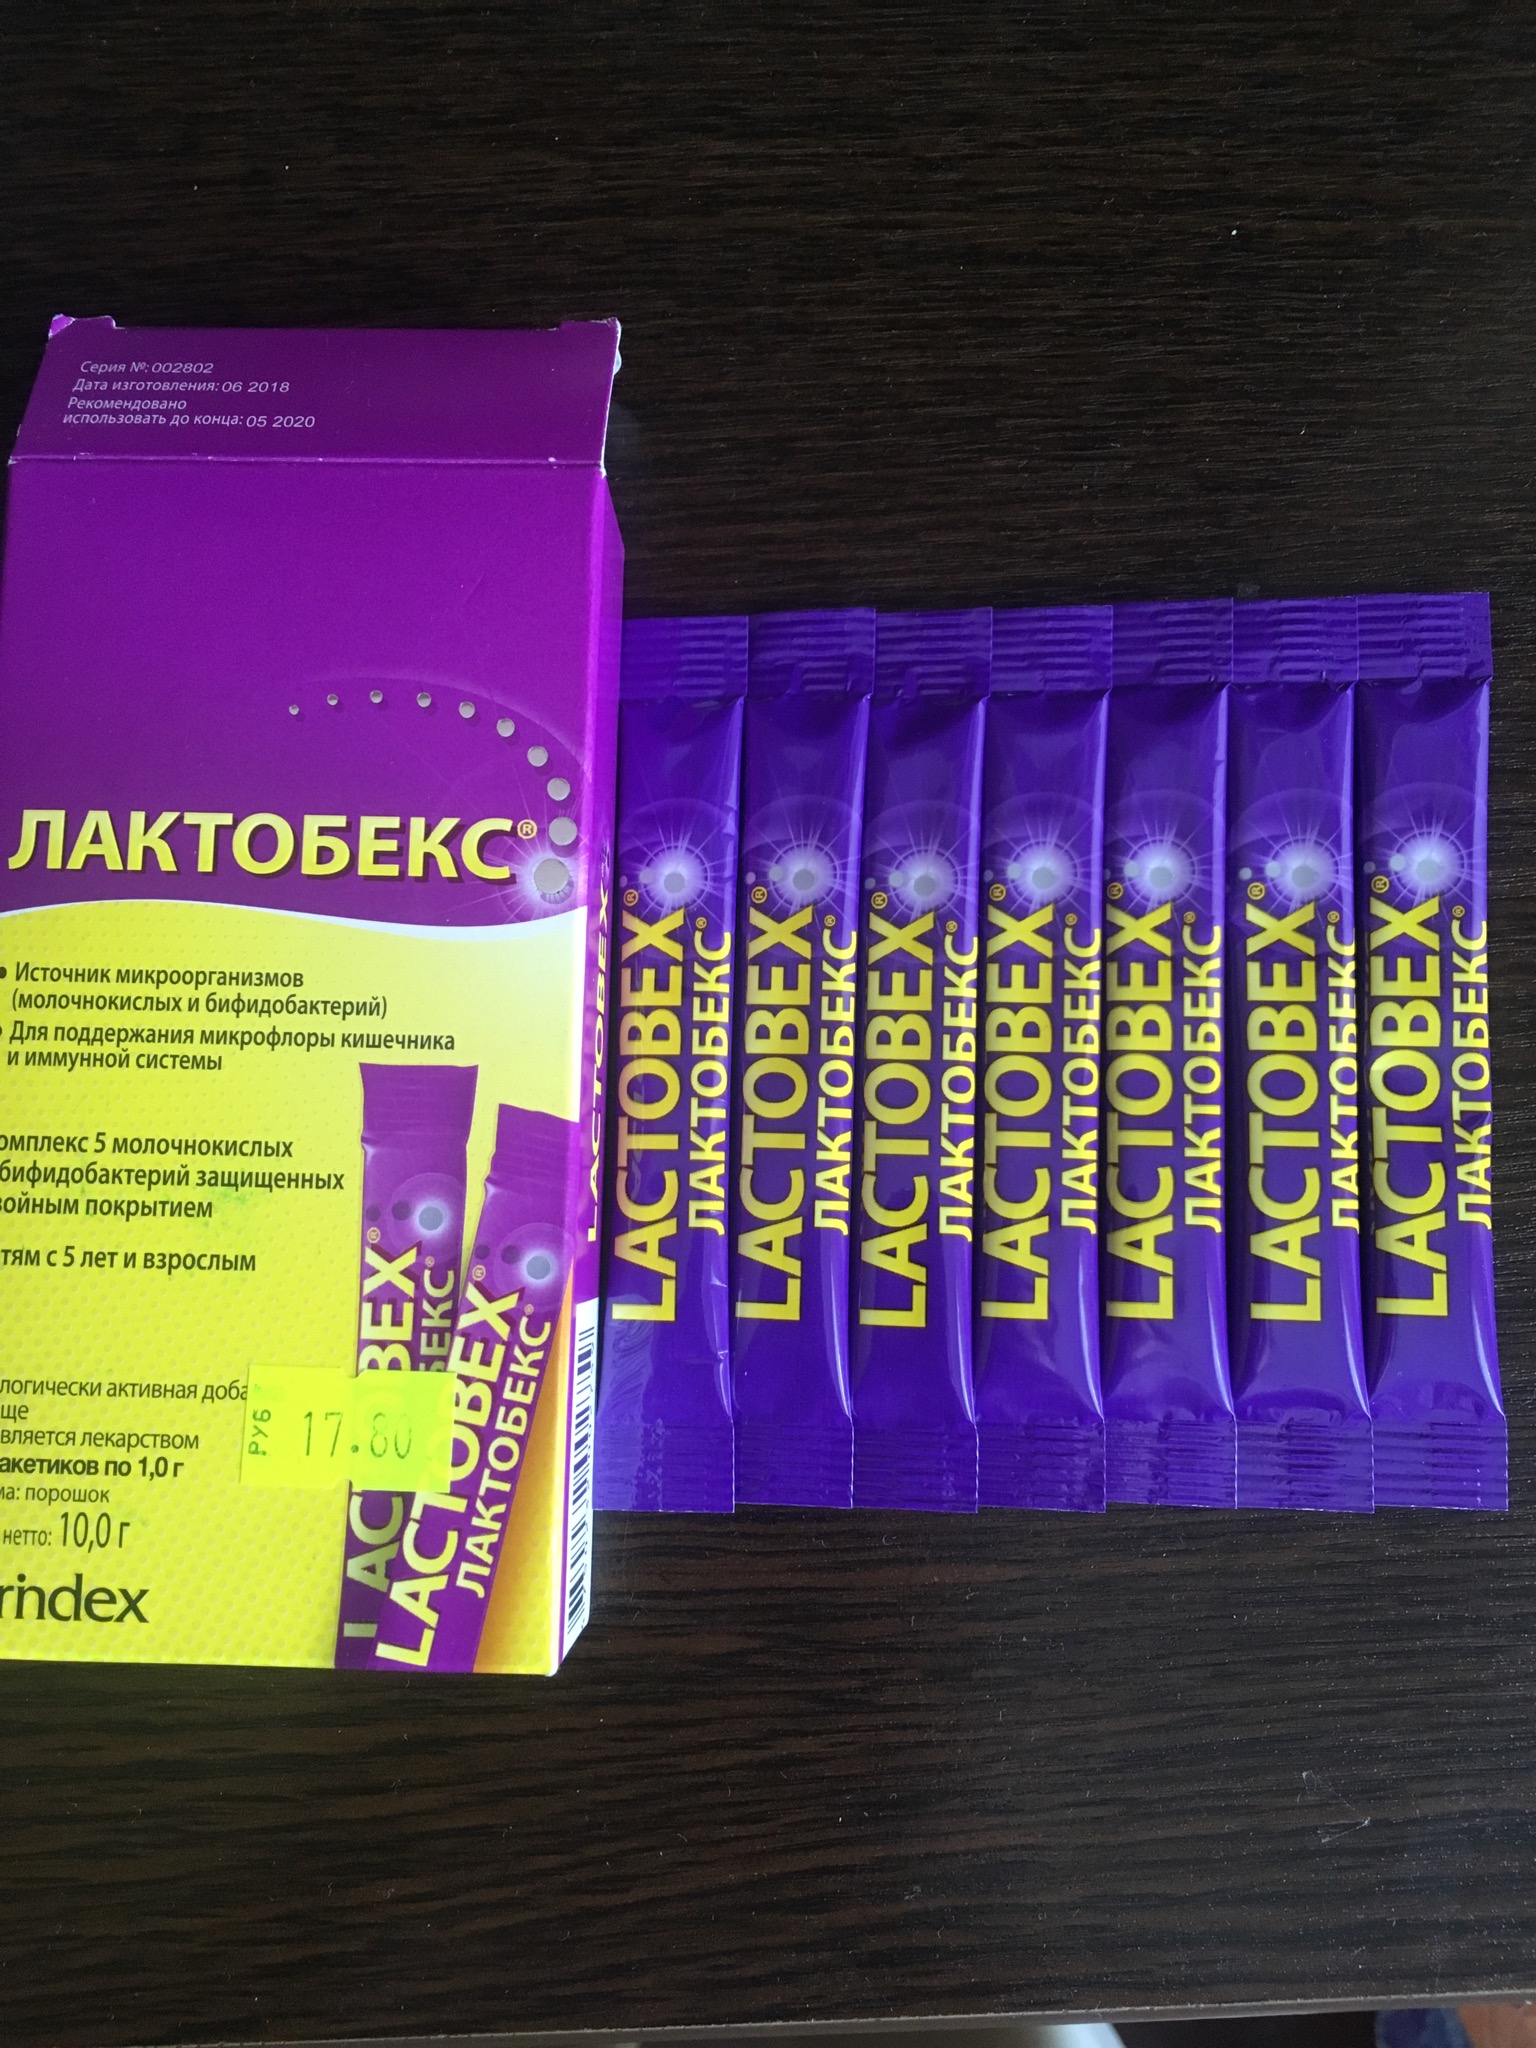 Серия №: 002802
Дата изготовления: 06 2018
Рекомендовано
использовать до конца: 05 2020
ЛАКТОБЕКС®
• Источник микроорганизмов
(молочнокислых и бифидобактерий)
• Для поддержания микрофлоры кишечника
и иммунной системы
омплекс 5 молочнокислых
бифидобактерий защищенных
войным покрытием
тям с 5 лет и взрослым
логически активная доба
ще
вляется лекарством
акетиков по 1,0 г
ма: порошок
нетто: 10,0 г
rindex
РУБ 17.80
BEX®
БЕКС®
LAC
LACTOBEX®
ЛАКТОБЕКС®
LACTOBEX
LACTOBEX®
ЛАКТОБЕКС®
LACTOBEX®
ЛАКТОБЕКС®
LACTOBEX®
ЛАКТОБЕКС®
LACTOBEX®
ЛАКТОБЕКС®
LACTOBEX®
ЛАКТОБЕКС®
LACTOBEX®
ЛАКТОБЕКС®
LACTOBEX®
ЛАКТОБЕКС®